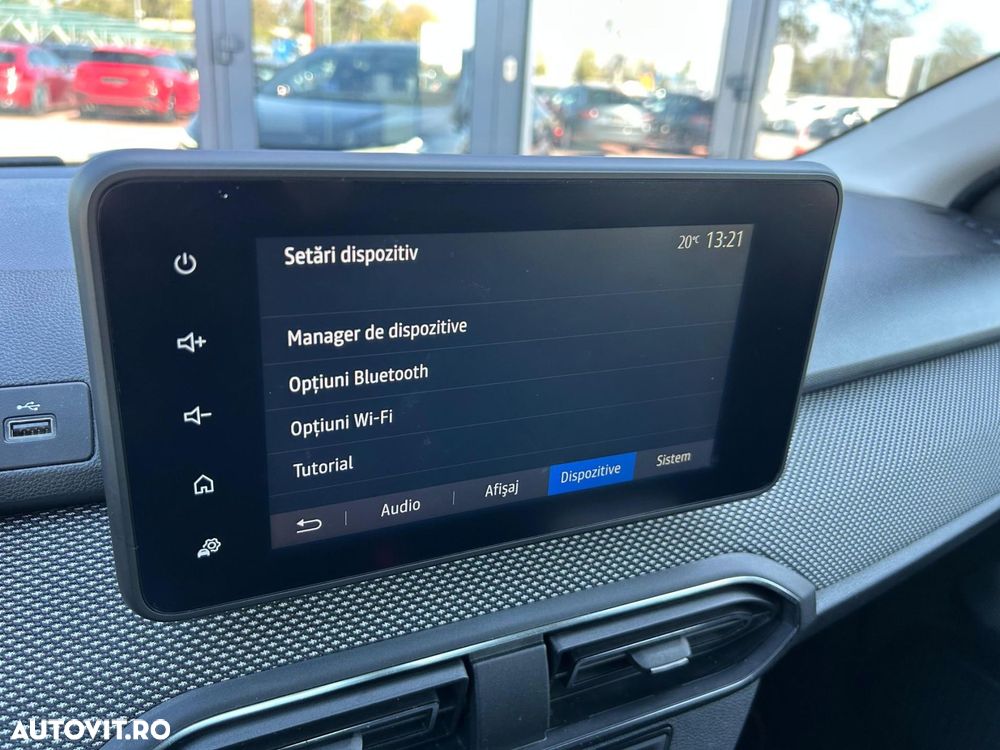 Setări dispozitiv
20°C 13:21
Manager de dispozitive
Opțiuni Bluetooth
Opțiuni Wi-Fi
Tutorial
Audio
Afișaj
Dispozitive
Sistem
AUTOVIT.RO